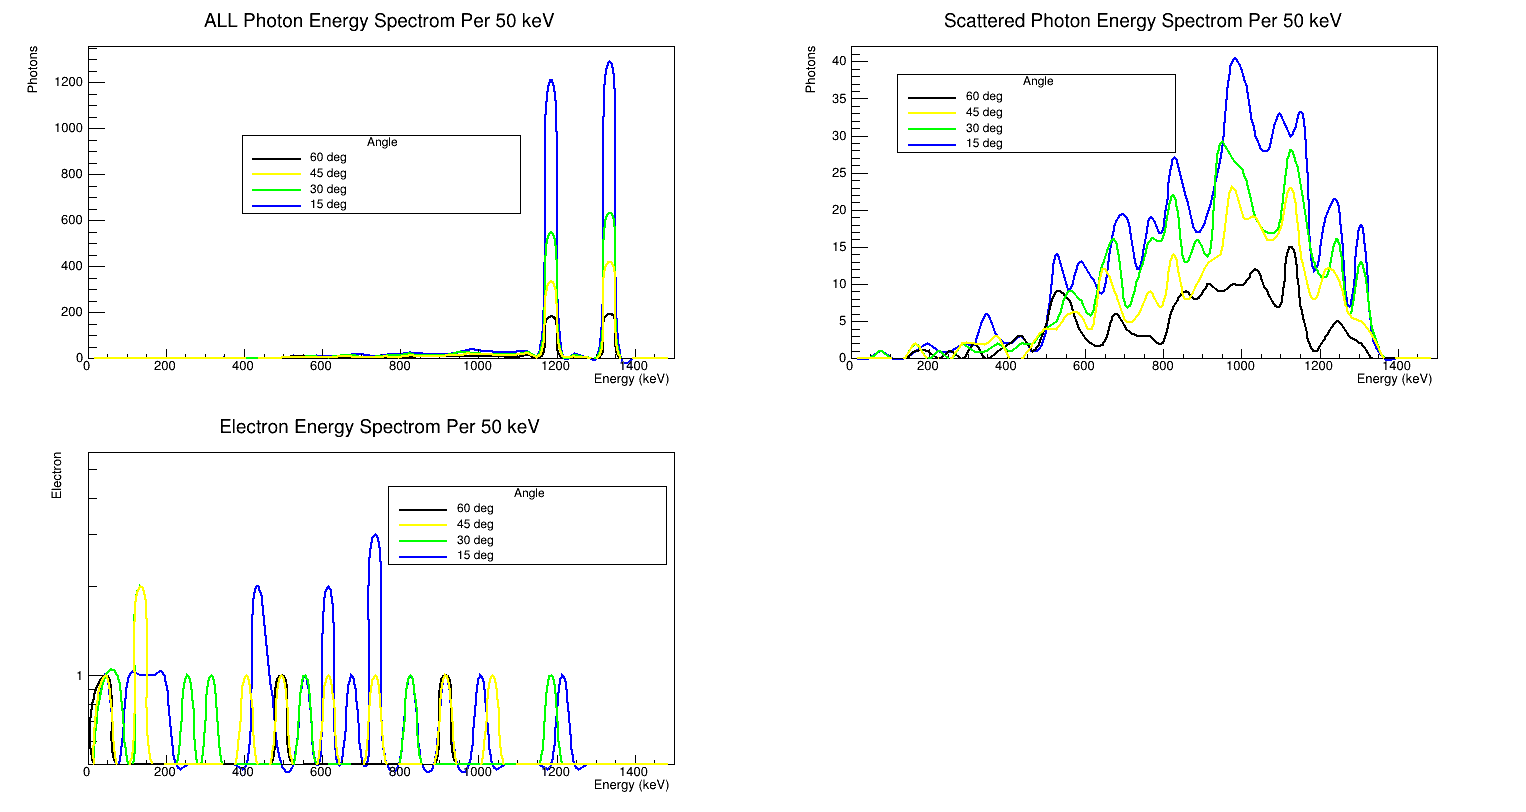 ALL Photon Energy Spectrom Per 50 keV
Photons
1200
1000
800
600
400
200
0
Angle
60 deg
45 deg
30 deg
15 deg
0 200 400 600 800 1000 1200 1400
Energy (keV)
Scattered Photon Energy Spectrom Per 50 keV
Photons
40
35
30
25
20
15
10
5
0
Angle
60 deg
45 deg
30 deg
15 deg
0 200 400 600 800 1000 1200 1400
Energy (keV)
Electron Energy Spectrom Per 50 keV
Electron
1
Angle
60 deg
45 deg
30 deg
15 deg
0 200 400 600 800 1000 1200 1400
Energy (keV)